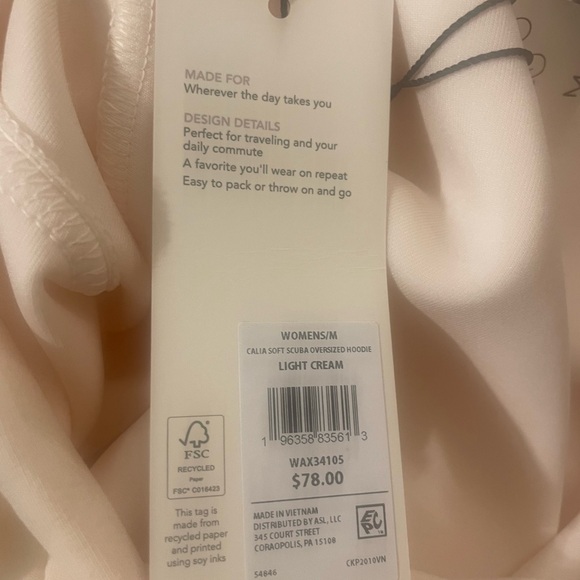 MADE FOR
Wherever the day takes you
DESIGN DETAILS
Perfect for traveling and your
daily commute
A favorite you'll wear on repeat
Easy to pack or throw on and go
WOMENS/M
CALIA SOFT SCUBA OVERSIZED HOODIE
LIGHT CREAM
1 96358 83561 3
WAX34105
$78.00
FSC
RECYCLED
Paper
FSC® C016423
This tag is
made from
recycled paper
and printed
using soy inks
MADE IN VIETNAM
DISTRIBUTED BY ASL, LLC
345 COURT STREET
CORAOPOLIS, PA 15108
EPC
CKP2010VN
54846